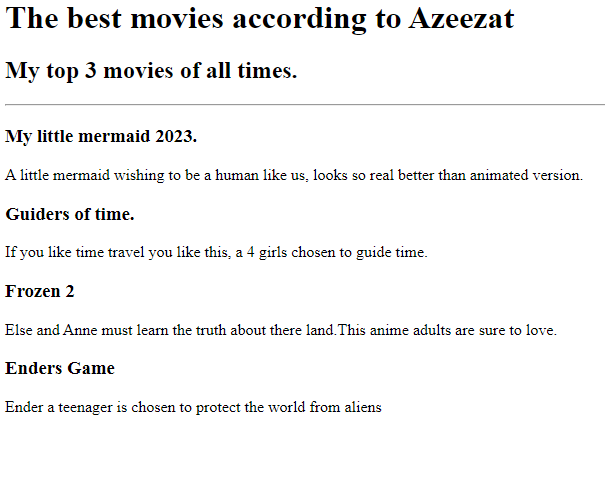 The best movies according to Azeezat
My top 3 movies of all times.
My little mermaid 2023.
A little mermaid wishing to be a human like us, looks so real better than animated version.
Guiders of time.
If you like time travel you like this, a 4 girls chosen to guide time.
Frozen 2
Else and Anne must learn the truth about there land.This anime adults are sure to love.
Enders Game
Ender a teenager is chosen to protect the world from aliens